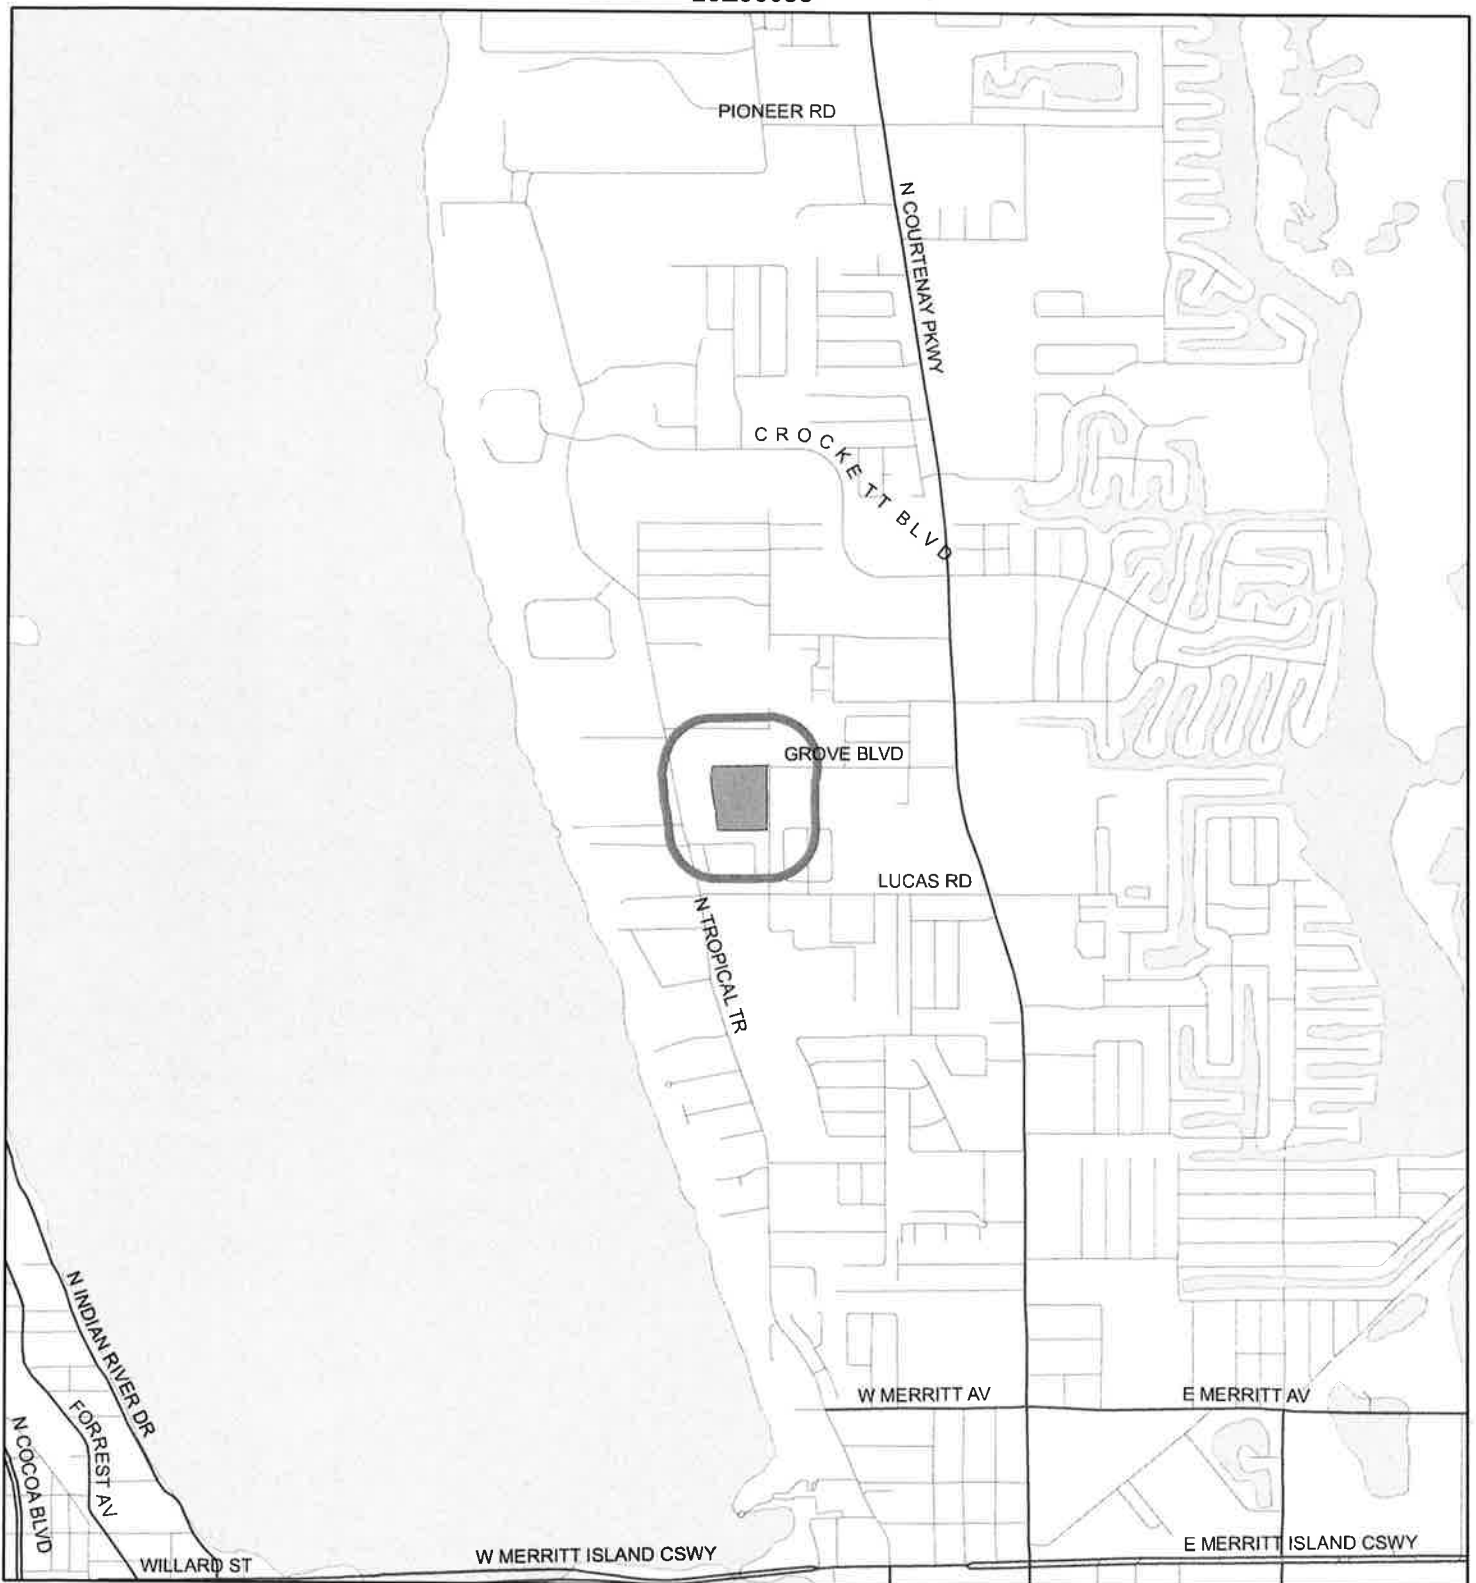 PIONEER RD
N COURTENAY PKWY
CROCKETT BLVD
GROVE BLVD
LUCAS RD
N TROPICAL TR
N INDIAN RIVER DR
FORREST AV
N COCOA BLVD
W MERRITT AV
E MERRITT AV
WILLARD ST
W MERRITT ISLAND CSWY
E MERRITT ISLAND CSWY